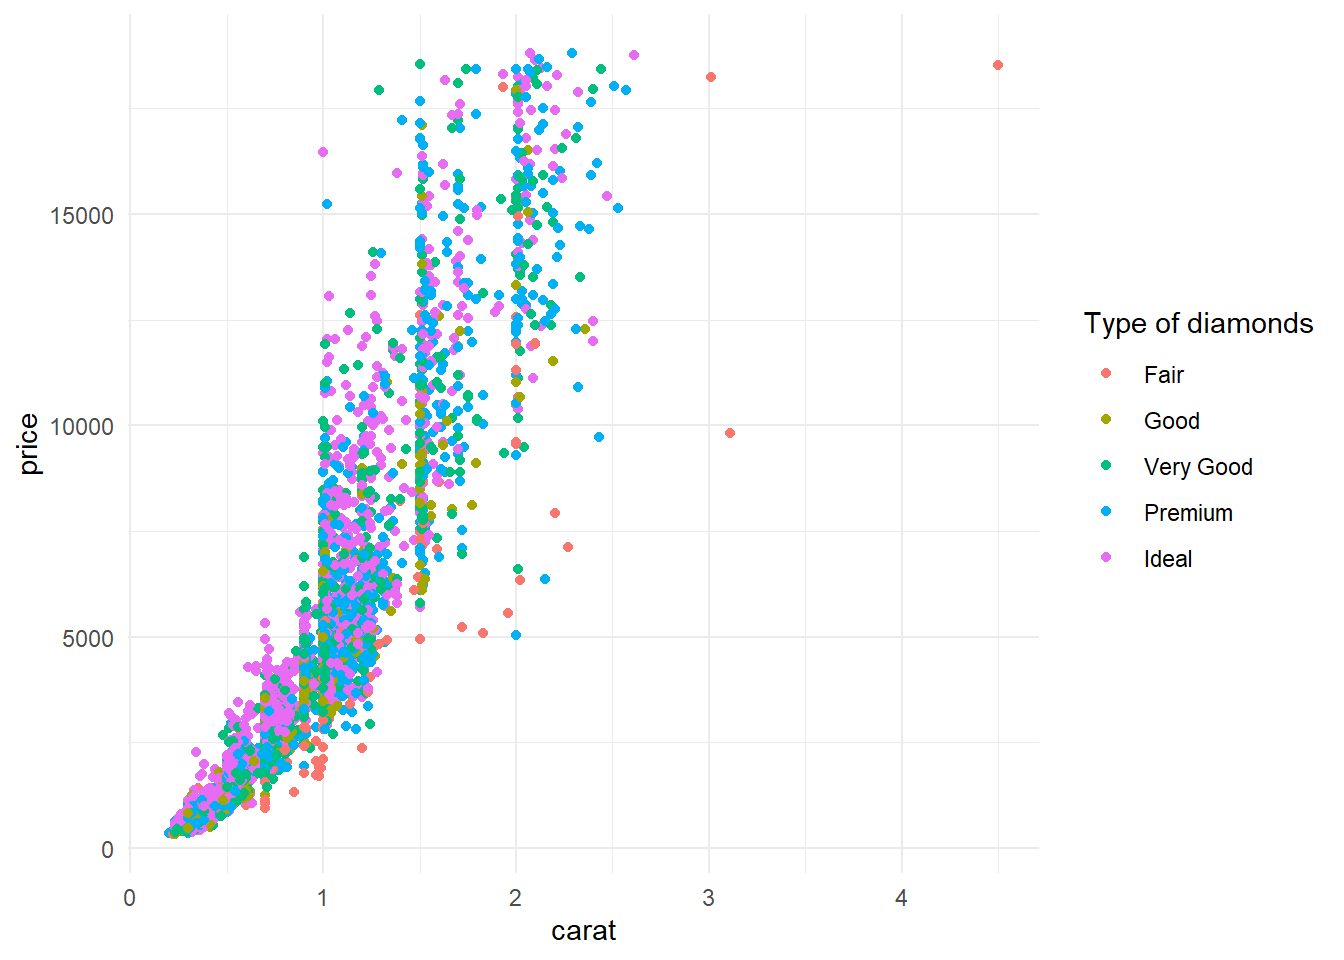 15000
10000
5000
0
price
0
1
2
3
4
carat
Type of diamonds
Fair
Good
Very Good
Premium
Ideal